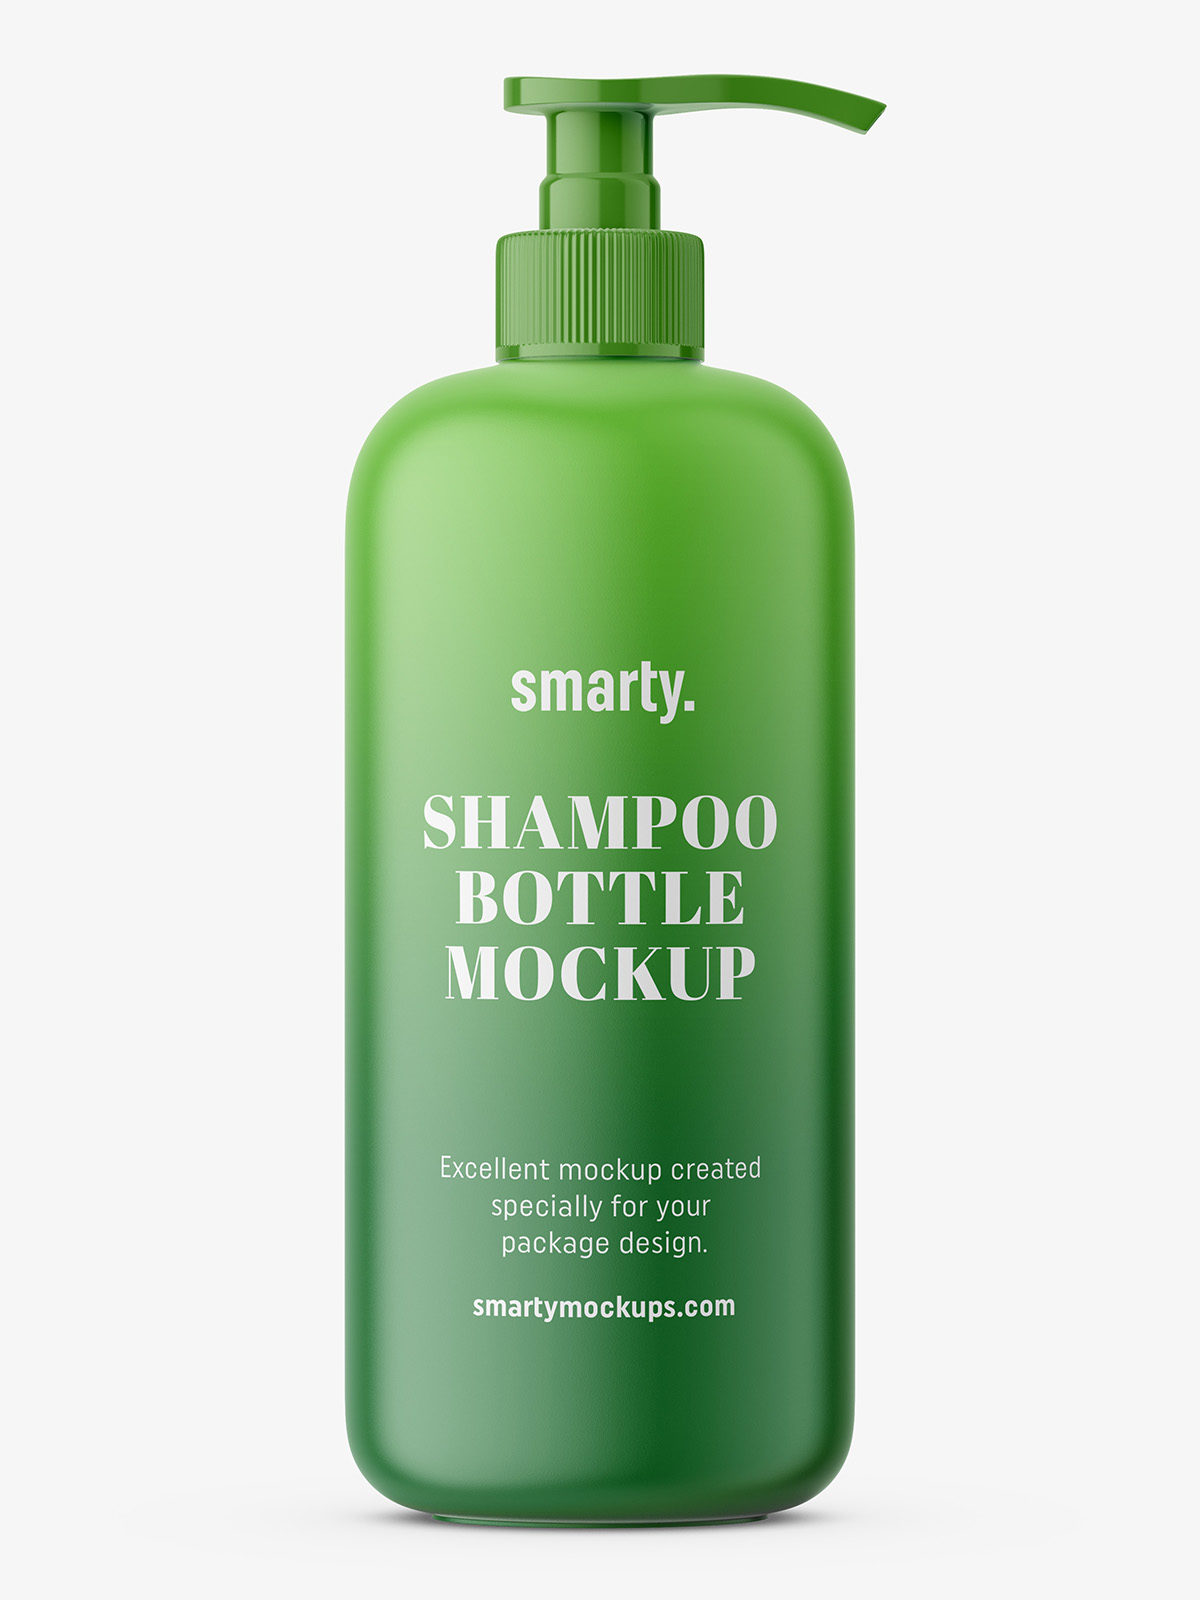 smarty.
SHAMPOO
BOTTLE
MOCKUP
Excellent mockup created
specially for your
package design.
smartymockups.com